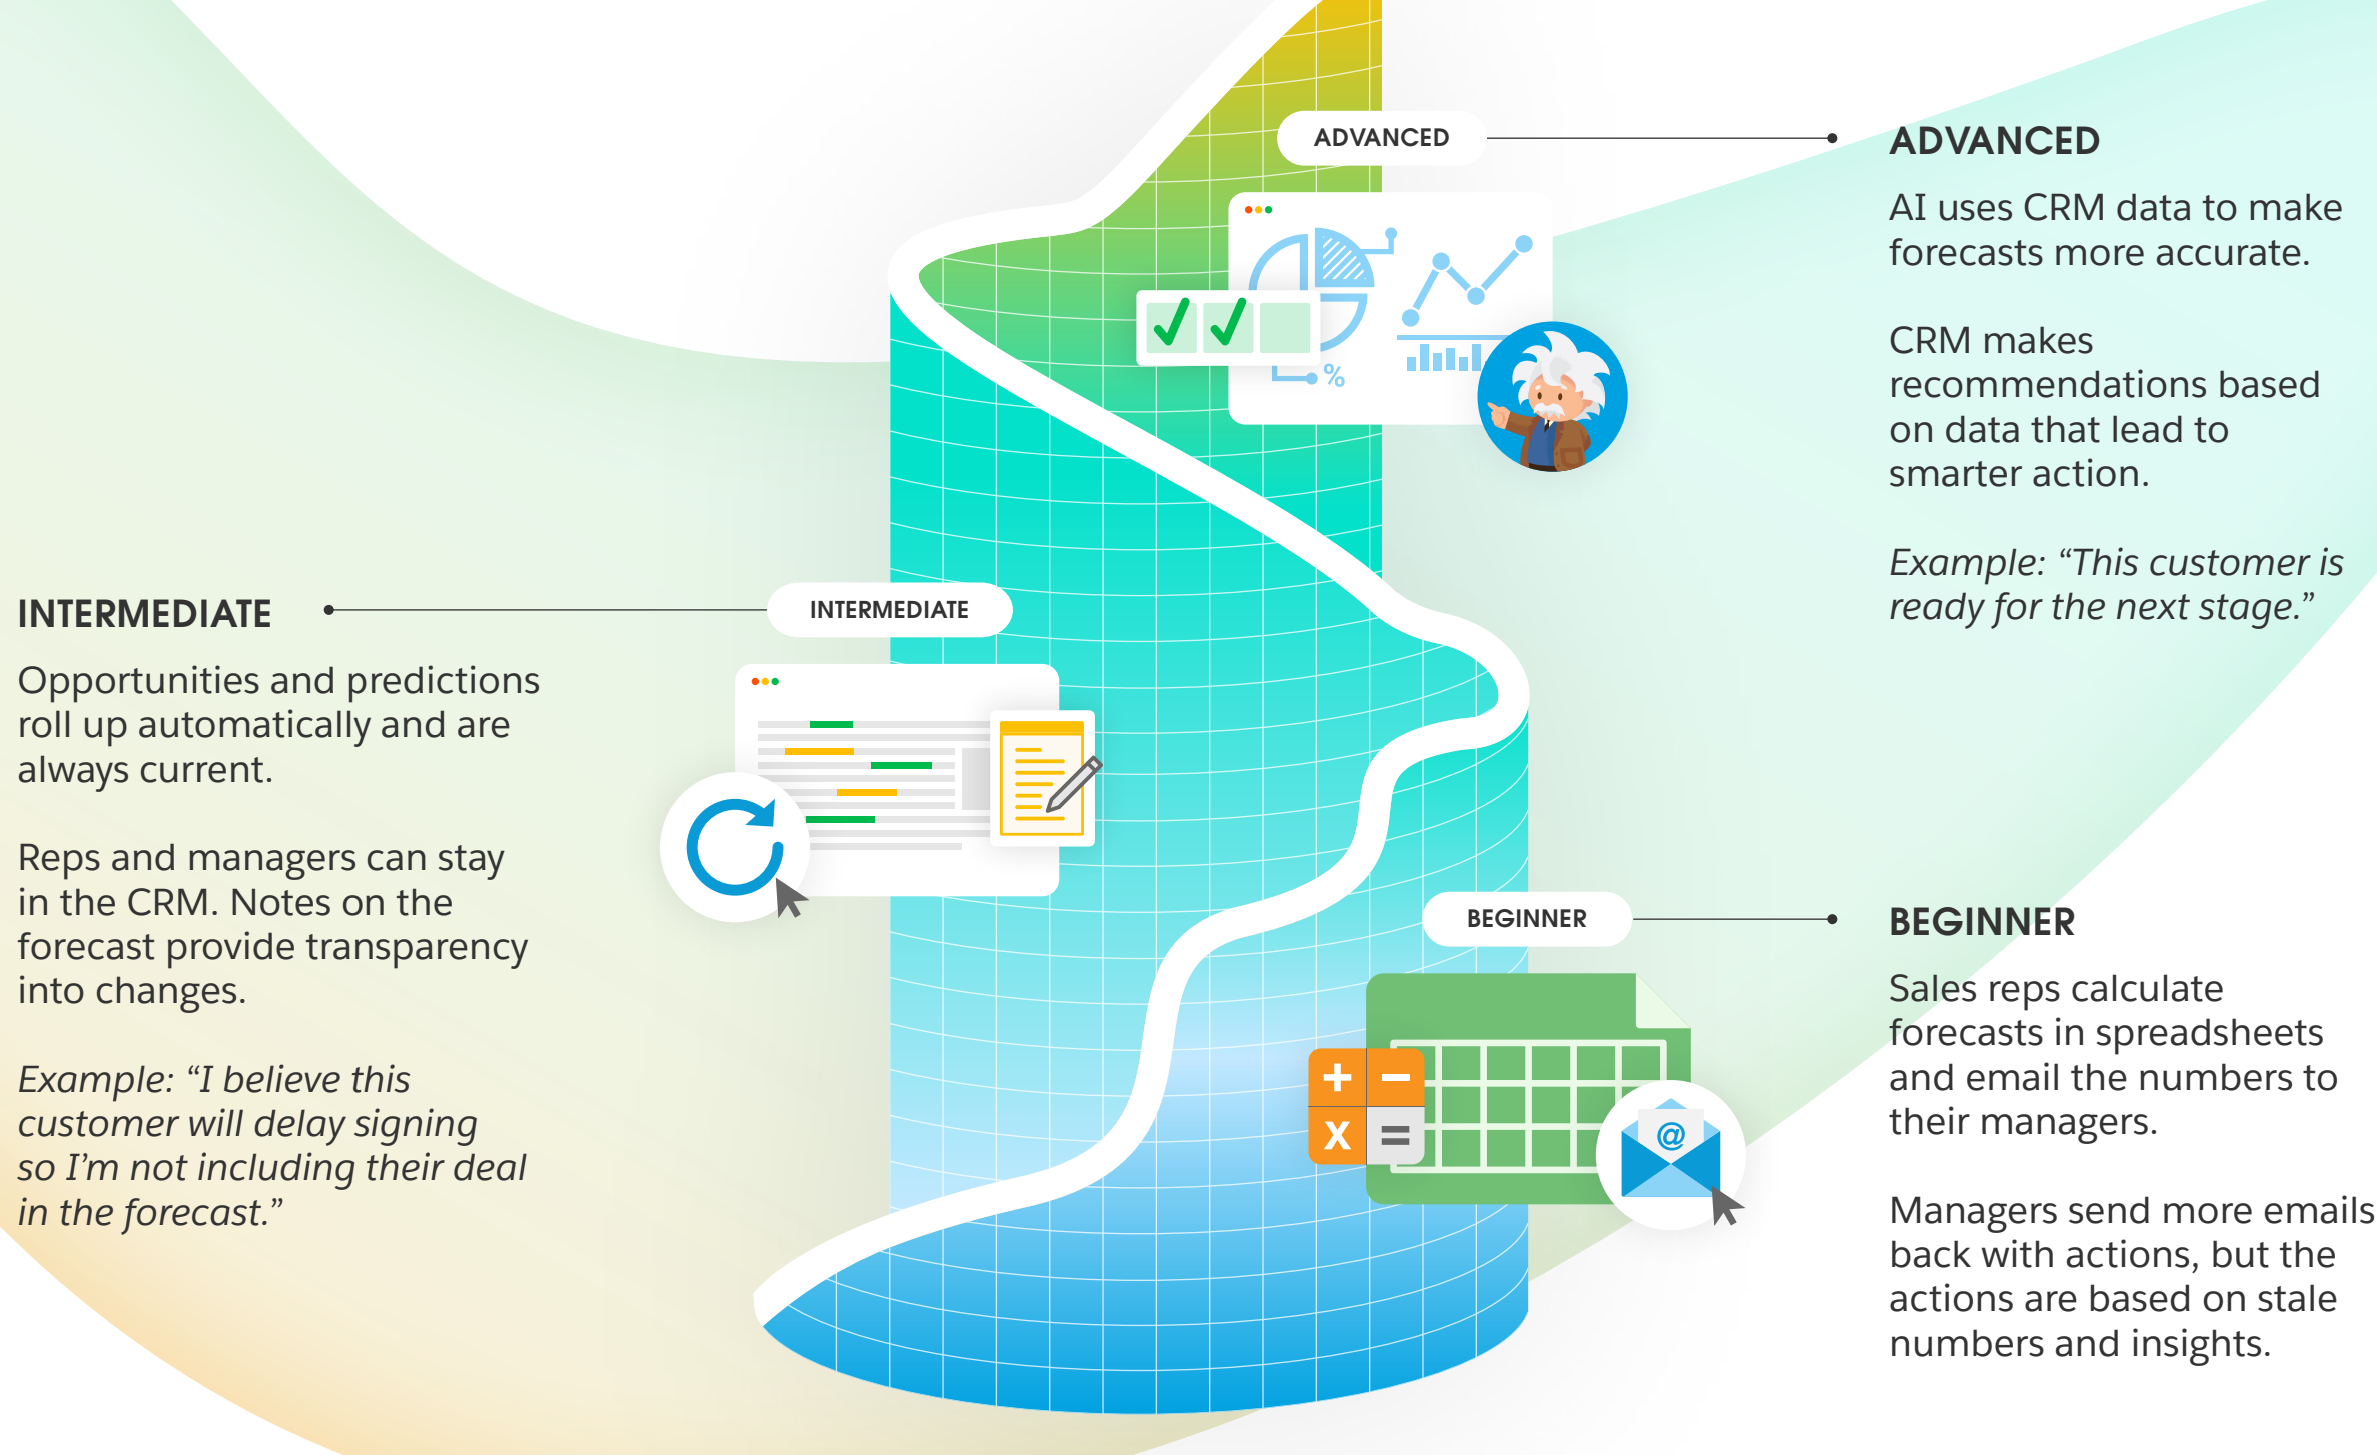 ADVANCED
ADVANCED
AI uses CRM data to make
forecasts more accurate.
CRM makes
recommendations based
on data that lead to
smarter action.
Example: “This customer is
ready for the next stage.”
%
INTERMEDIATE
INTERMEDIATE
Opportunities and predictions
roll up automatically and are
always current.
Reps and managers can stay
in the CRM. Notes on the
forecast provide transparency
into changes.
Example: “I believe this
customer will delay signing
so I’m not including their deal
in the forecast.”
BEGINNER
BEGINNER
Sales reps calculate
forecasts in spreadsheets
and email the numbers to
their managers.
Managers send more emails
back with actions, but the
actions are based on stale
numbers and insights.
+ −
x =
@